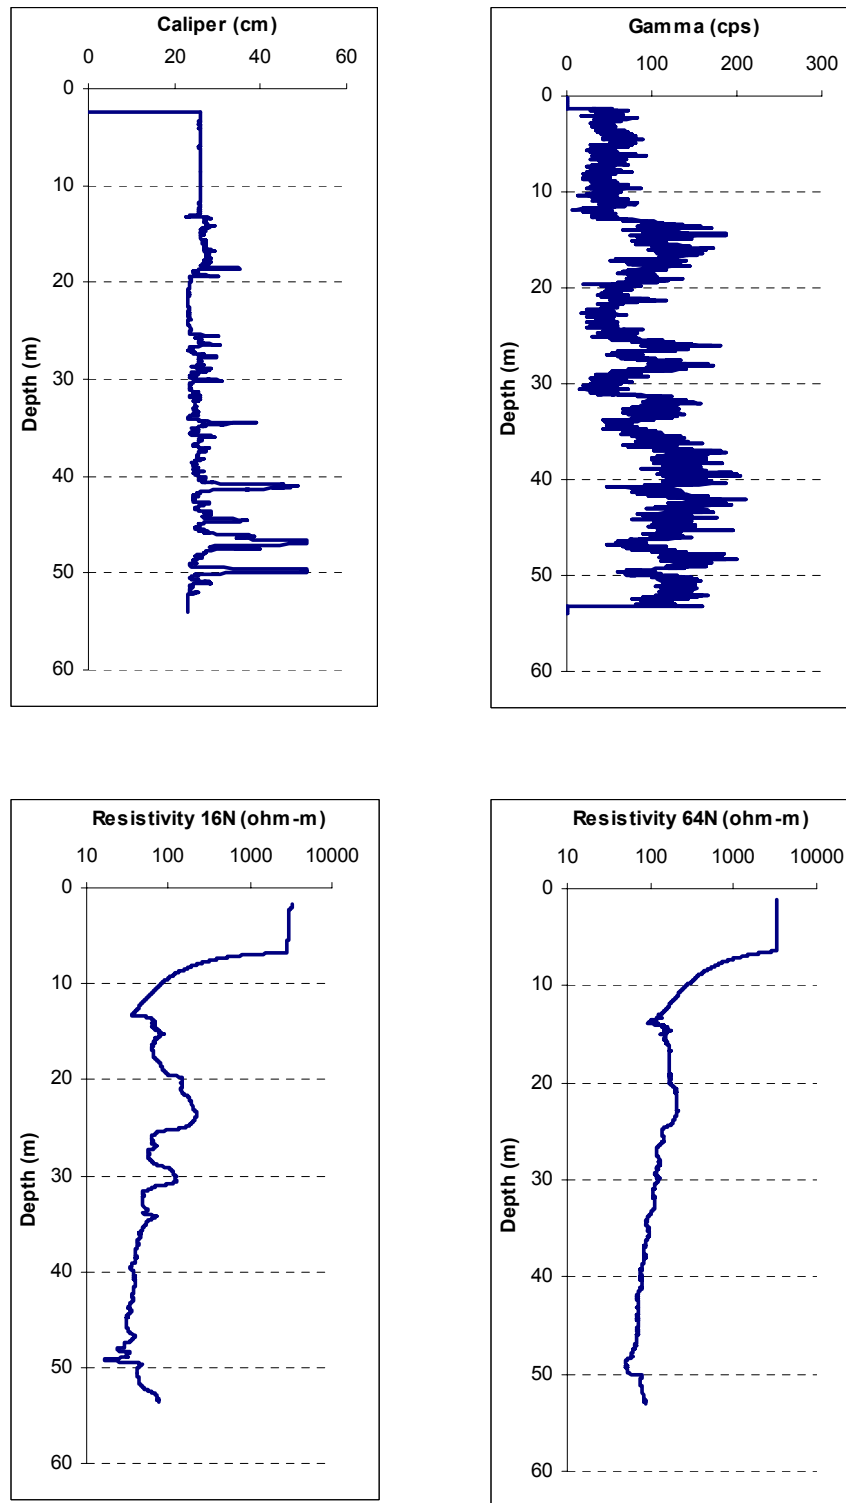 Caliper (cm)
0 20 40 60
0
10
20
30
40
50
60
Depth (m)
Gamma (cps)
0 100 200 300
0
10
20
30
40
50
60
Depth (m)
Resistivity 16N (ohm-m)
10 100 1000 10000
0
10
20
30
40
50
60
Depth (m)
Resistivity 64N (ohm-m)
10 100 1000 10000
0
10
20
30
40
50
60
Depth (m)